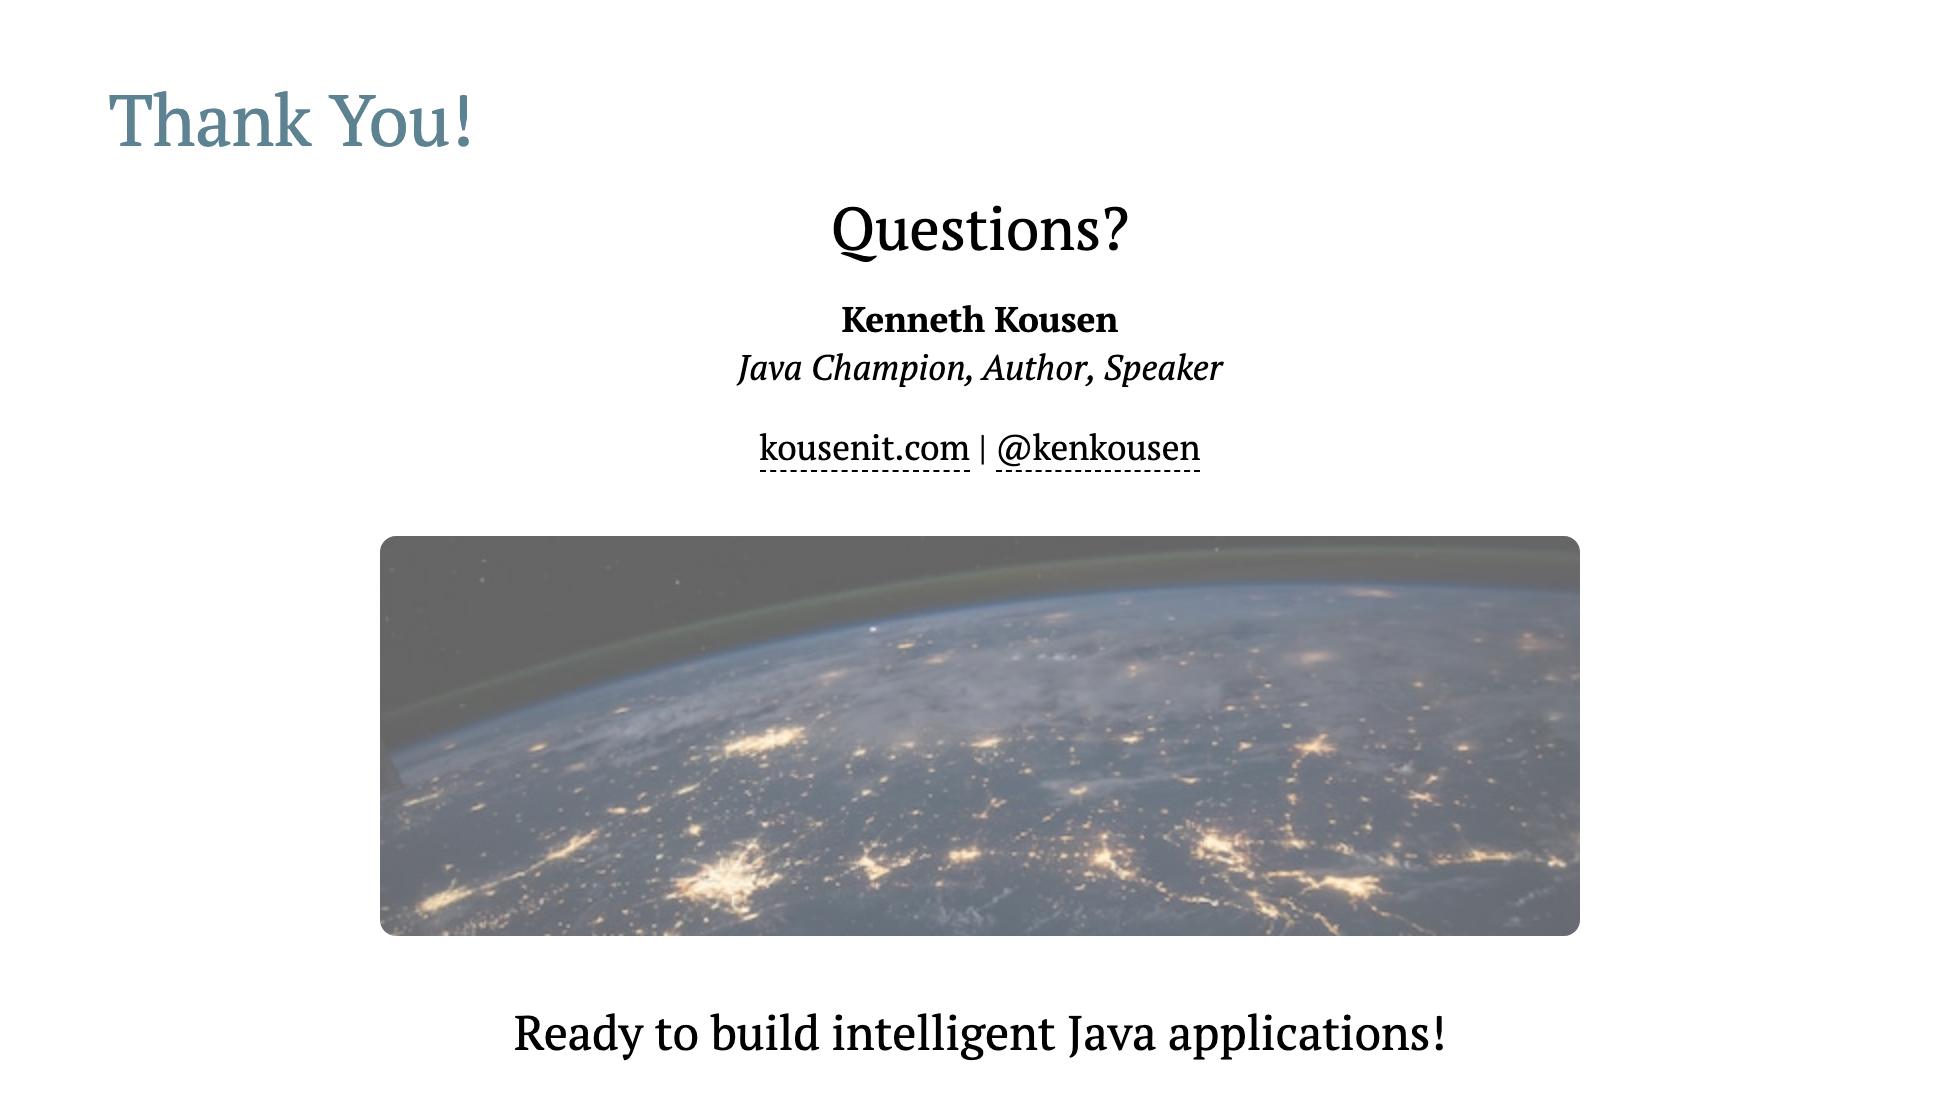 Thank You!
Questions?
Kenneth Kousen
Java Champion, Author, Speaker
kousenit.com | @kenkousen
Ready to build intelligent Java applications!